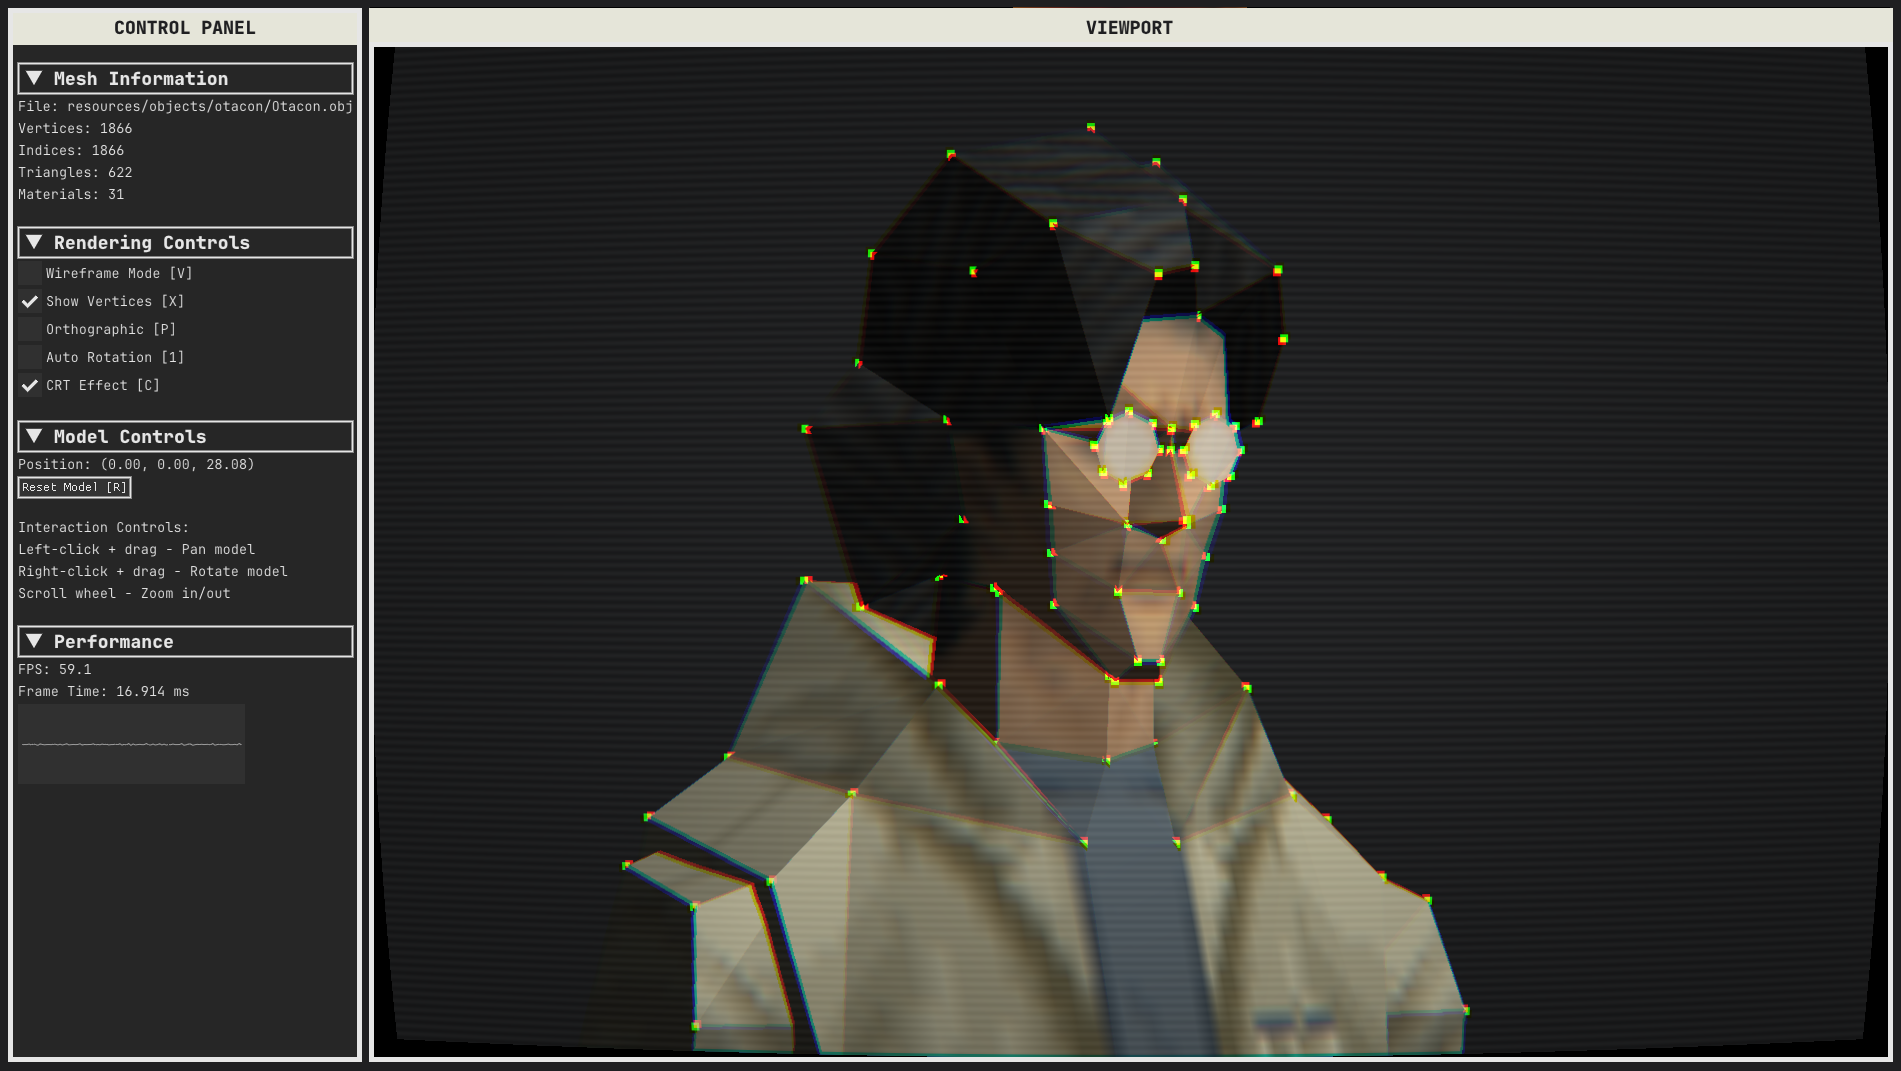 CONTROL PANEL
▼ Mesh Information
File: resources/objects/otacon/Otacon.obj
Vertices: 1866
Indices: 1866
Triangles: 622
Materials: 31
▼ Rendering Controls
Wireframe Mode [V]
Show Vertices [X]
Orthographic [P]
Auto Rotation [1]
CRT Effect [C]
▼ Model Controls
Position: (0.00, 0.00, 28.08)
Reset Model [R]
Interaction Controls:
Left-click + drag - Pan model
Right-click + drag - Rotate model
Scroll wheel - Zoom in/out
▼ Performance
FPS: 59.1
Frame Time: 16.914 ms
VIEWPORT